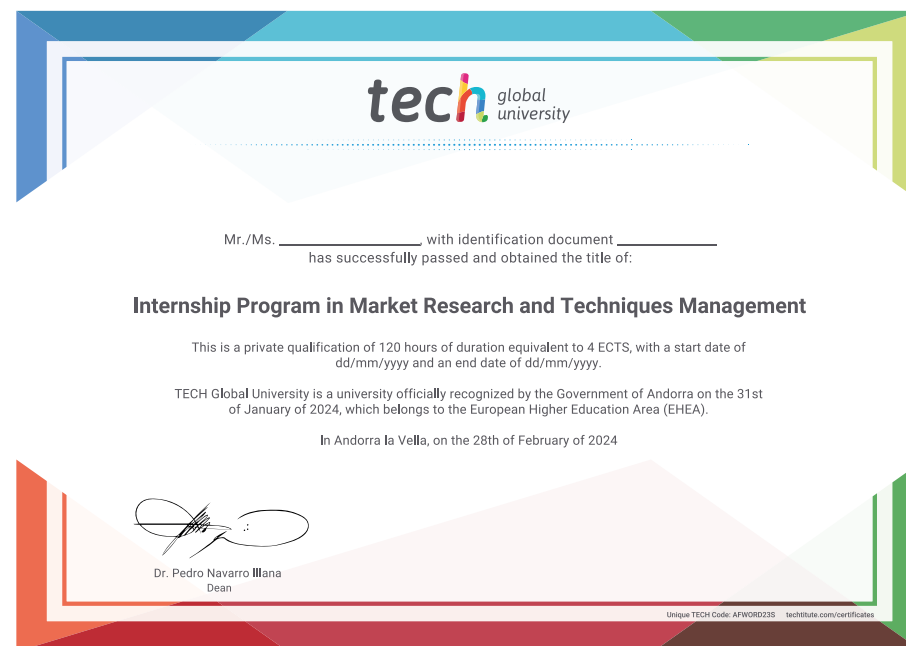 tech global
university
Mr./Ms. ____________, with identification document ____________
has successfully passed and obtained the title of:
Internship Program in Market Research and Techniques Management
This is a private qualification of 120 hours of duration equivalent to 4 ECTS, with a start date of
dd/mm/yyyy and an end date of dd/mm/yyyy.
TECH Global University is a university officially recognized by the Government of Andorra on the 31st
of January of 2024, which belongs to the European Higher Education Area (EHEA).
In Andorra la Vella, on the 28th of February of 2024
Dr. Pedro Navarro Illana
Dean
Unique TECH Code: AFWORD23S techtitute.com/certificates